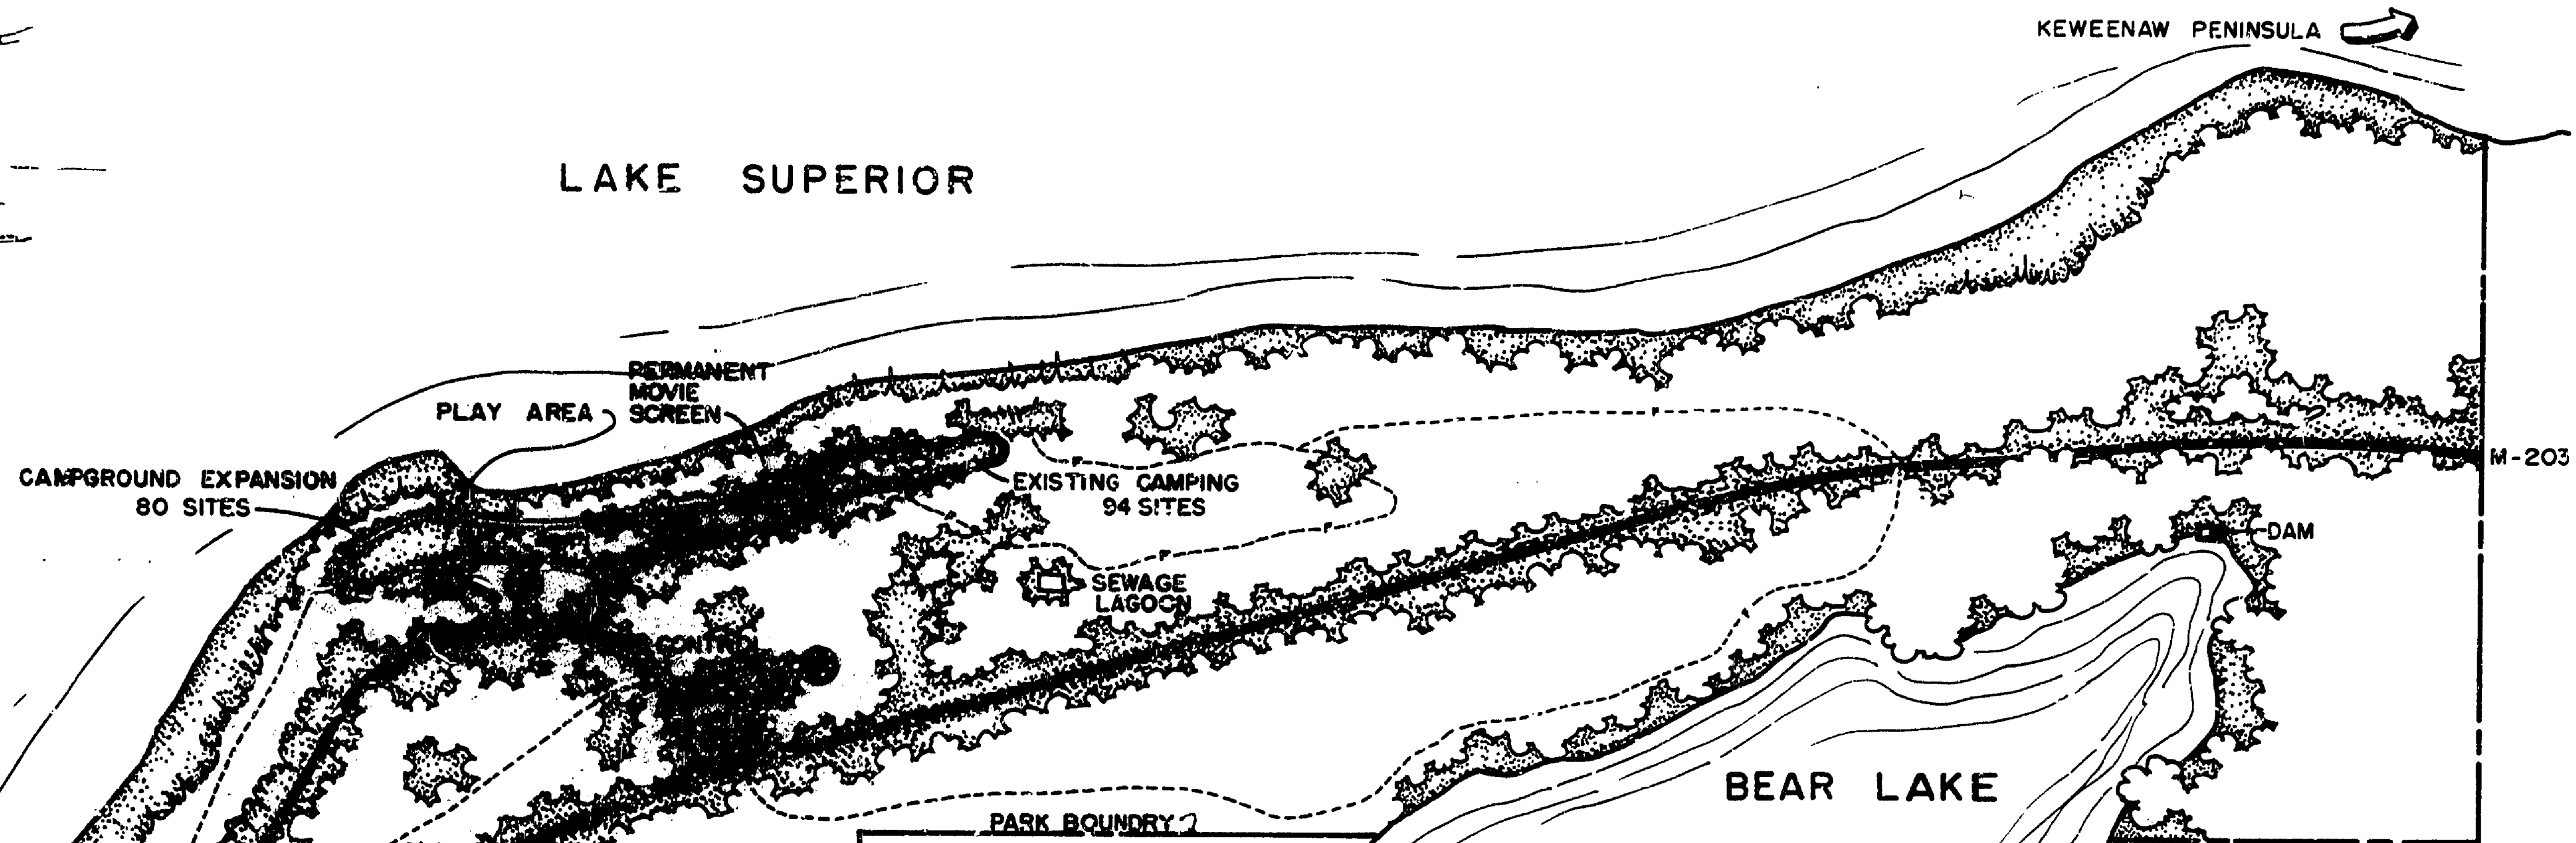 KEWEENAW PENINSULA
LAKE SUPERIOR
PERMANENT
MOVIE
SCREEN
PLAY AREA
CAMPGROUND EXPANSION
80 SITES
EXISTING CAMPING
94 SITES
M-203
DAM
SEWAGE
LAGOON
BEAR LAKE
PARK BOUNDRY